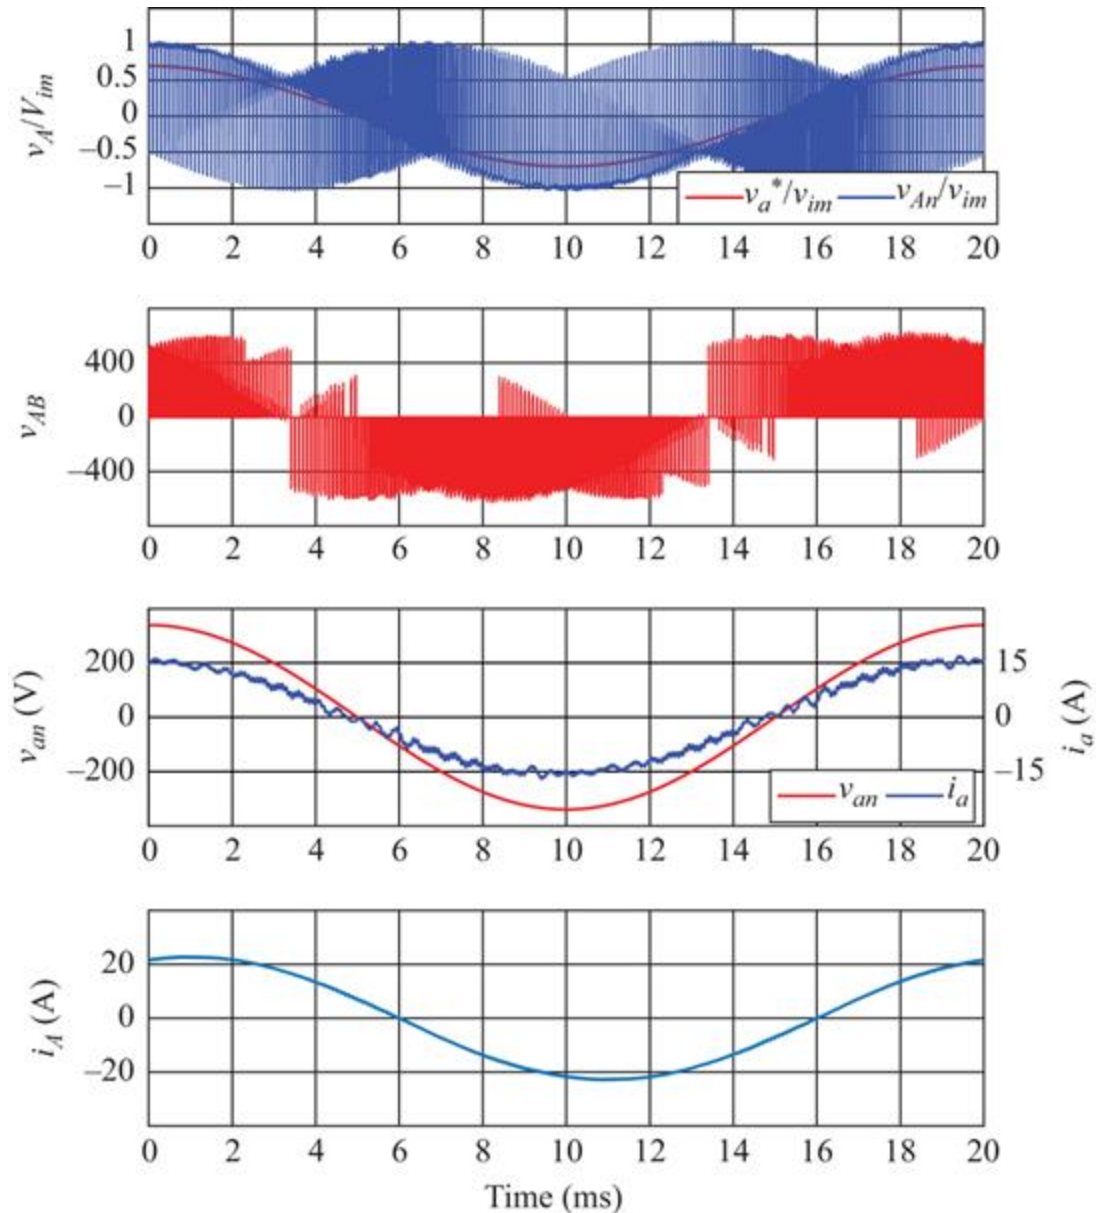 1
0.5
0
–0.5
–1
v_A/V_im
v_a*/v_im v_An/v_im
0 2 4 6 8 10 12 14 16 18 20
400
0
–400
v_AB
0 2 4 6 8 10 12 14 16 18 20
200
0
–200
v_an (V)
15
0
–15
i_a (A)
v_an i_a
0 2 4 6 8 10 12 14 16 18 20
20
0
–20
i_A (A)
0 2 4 6 8 10 12 14 16 18 20
Time (ms)